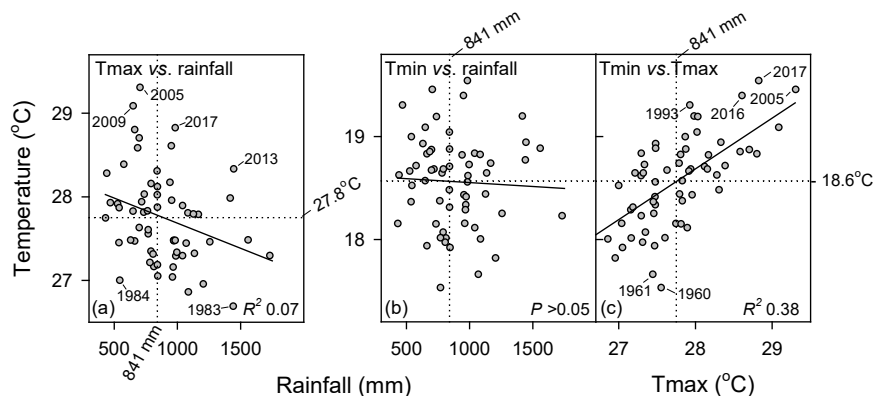 841 mm
841 mm
Tmax vs. rainfall
Tmin vs. rainfall
Tmin vs.Tmax
2005
2009
2017
2013
1984
1983
(a)
R² 0.07
27.8°C
841 mm
29
28
27
Temperature (°C)
500
1000
1500
19
18
(b)
P >0.05
500
1000
1500
Rainfall (mm)
2017
1993
2016
2005
18.6°C
1961
1960
(c)
R² 0.38
27
28
29
Tmax (°C)